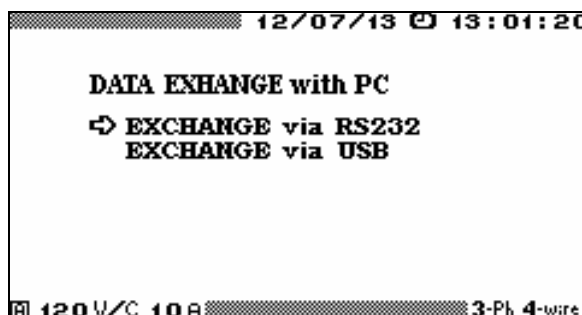 12/07/13 13:01:20
DATA EXHANGE with PC
EXCHANGE via RS232
EXCHANGE via USB
A 120 V/C 10 A 3-Ph 4-wire